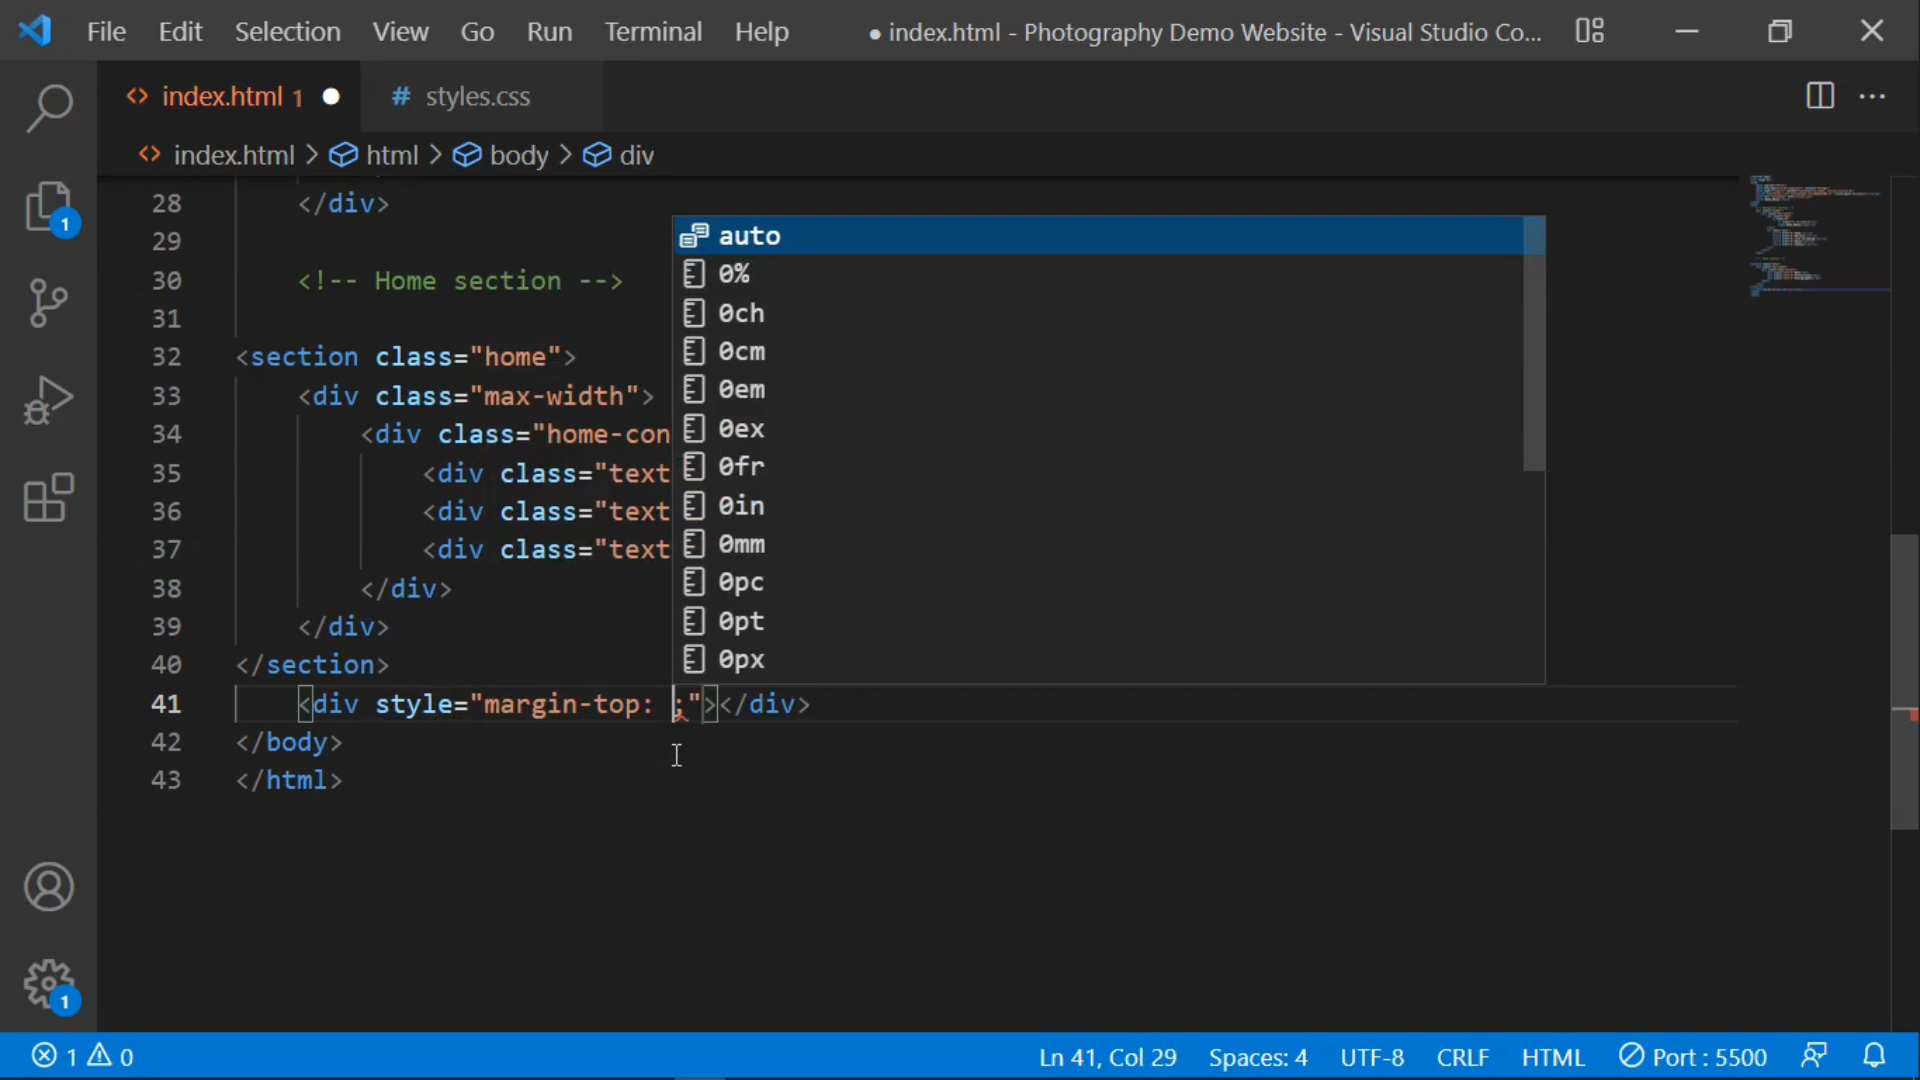 File Edit Selection View Go Run Terminal Help ● index.html - Photography Demo Website - Visual Studio Co...
<> index.html 1 ● # styles.css ...
<> index.html > html > body > div
28 </div>
29
30 <!-- Home section -->
31
32 <section class="home">
33 <div class="max-width">
34 <div class="home-con
35 <div class="text
36 <div class="text
37 <div class="text
38 </div>
39 </div>
40 </section>
41 <div style="margin-top: ;"></div>
42 </body>
43 </html>
auto
0%
0ch
0cm
0em
0ex
0fr
0in
0mm
0pc
0pt
0px
1
1
1 0 Ln 41, Col 29 Spaces: 4 UTF-8 CRLF HTML Port : 5500